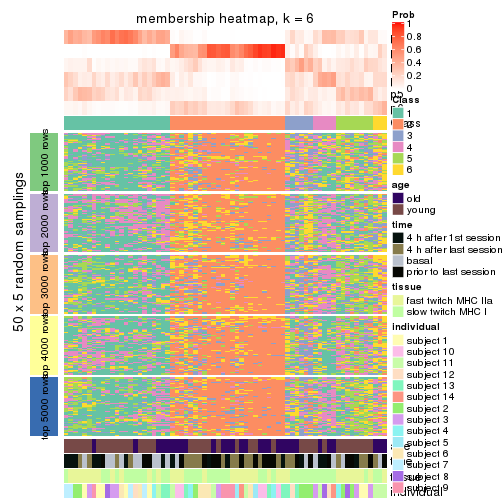 membership heatmap, k = 6
50 x 5 random samplings
top 1000 rows
top 2000 rows
top 3000 rows
top 4000 rows
top 5000 rows
Prob
1
0.8
0.6
0.4
0.2
0
Class
1
2
3
4
5
6
age
old
young
time
4 h after 1st session
4 h after last session
basal
prior to last session
tissue
fast twitch MHC IIa
slow twitch MHC I
individual
subject 1
subject 10
subject 11
subject 12
subject 13
subject 14
subject 2
subject 3
subject 4
subject 5
subject 6
subject 7
subject 8
subject 9
individual